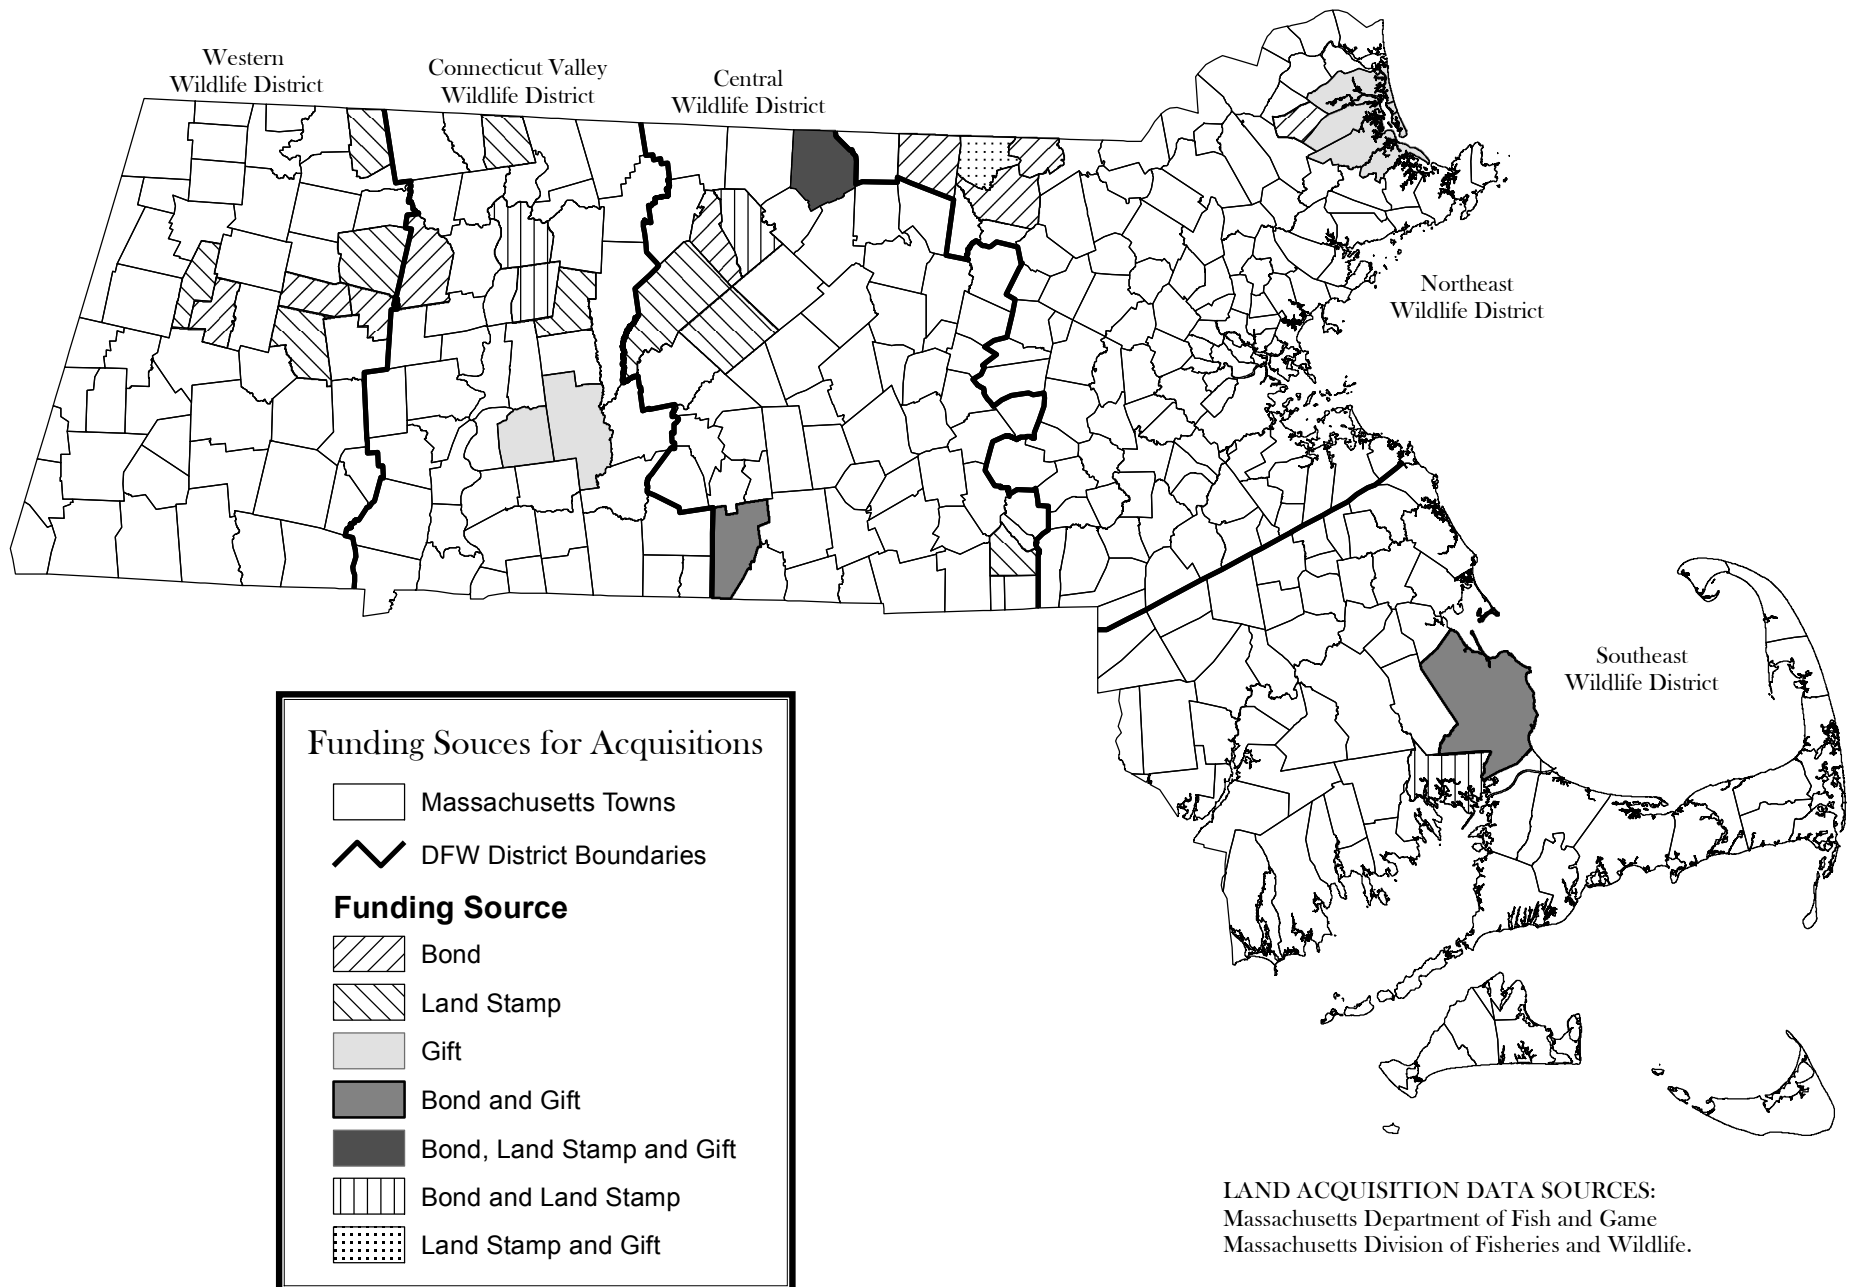 Western
Wildlife District
Connecticut Valley
Wildlife District
Central
Wildlife District
Northeast
Wildlife District
Southeast
Wildlife District
Funding Souces for Acquisitions
Massachusetts Towns
DFW District Boundaries
Funding Source
Bond
Land Stamp
Gift
Bond and Gift
Bond, Land Stamp and Gift
Bond and Land Stamp
Land Stamp and Gift
LAND ACQUISITION DATA SOURCES:
Massachusetts Department of Fish and Game
Massachusetts Division of Fisheries and Wildlife.